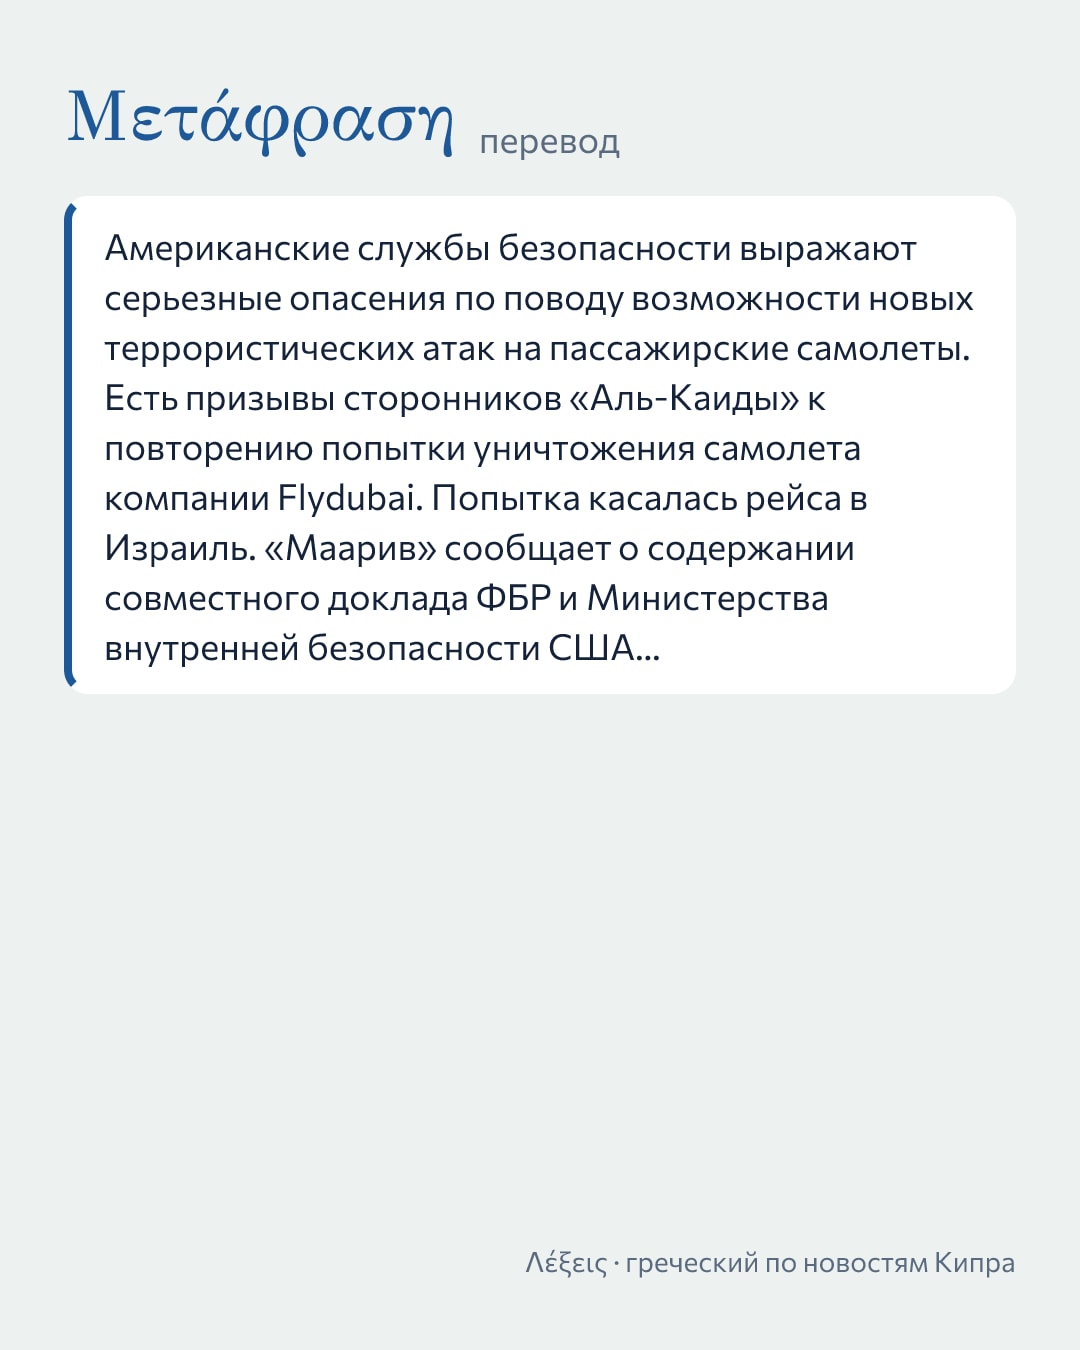 Μετάφραση перевод
Американские службы безопасности выражают
серьезные опасения по поводу возможности новых
террористических атак на пассажирские самолеты.
Есть призывы сторонников «Аль-Каиды» к
повторению попытки уничтожения самолета
компании Flydubai. Попытка касалась рейса в
Израиль. «Маарив» сообщает о содержании
совместного доклада ФБР и Министерства
внутренней безопасности США...
Λέξεις · греческий по новостям Кипра